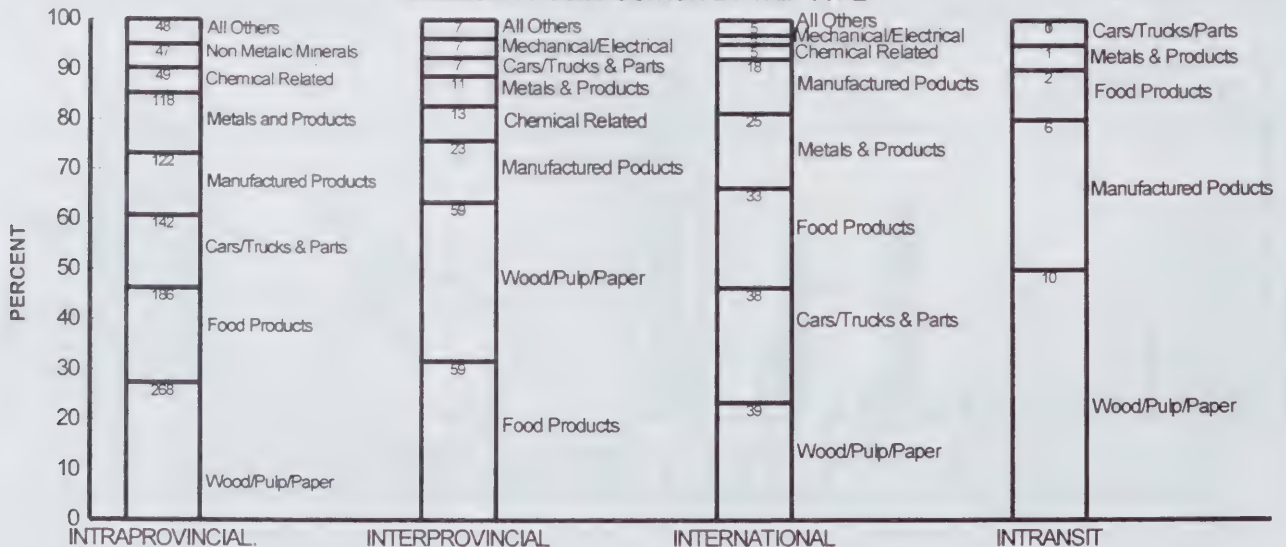 100
90
80
70
60
50
40
30
20
10
0
PERCENT
48 All Others
47 Non Metalic Minerals
49 Chemical Related
118 Metals and Products
122 Manufactured Products
142 Cars/Trucks & Parts
186 Food Products
268 Wood/Pulp/Paper
INTRAPROVINCIAL.
7 All Others
7 Mechanical/Electrical
7 Cars/Trucks & Parts
11 Metals & Products
13 Chemical Related
23 Manufactured Poducts
59 Wood/Pulp/Paper
59 Food Products
INTERPROVINCIAL
5 All Others
Mechanical/Electrical
5 Chemical Related
18 Manufactured Poducts
25 Metals & Products
33 Food Products
38 Cars/Trucks & Parts
39 Wood/Pulp/Paper
INTERNATIONAL
Cars/Trucks/Parts
1 Metals & Products
2 Food Products
6 Manufactured Poducts
10 Wood/Pulp/Paper
INTRANSIT